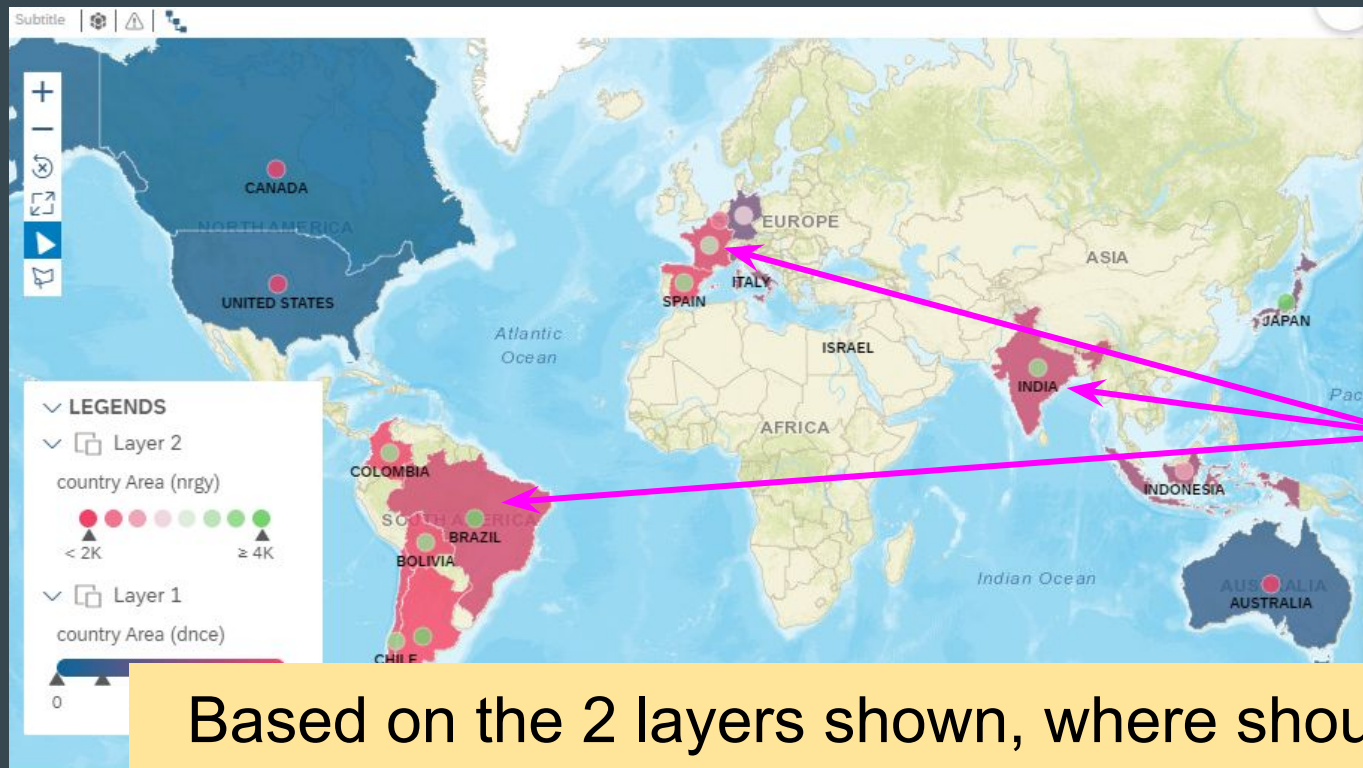 Subtitle
CANADA
NORTH AMERICA
UNITED STATES
EUROPE
ASIA
ITALY
SPAIN
JAPAN
Atlantic
Ocean
ISRAEL
INDIA
Pac
LEGENDS
Layer 2
country Area (nrgy)
< 2K
≥ 4K
Layer 1
country Area (dnce)
0
AFRICA
COLOMBIA
INDONESIA
SOUTH AMERICA
BRAZIL
BOLIVIA
Indian Ocean
AUSTRALIA
AUSTRALIA
CHILE
Based on the 2 layers shown, where shou